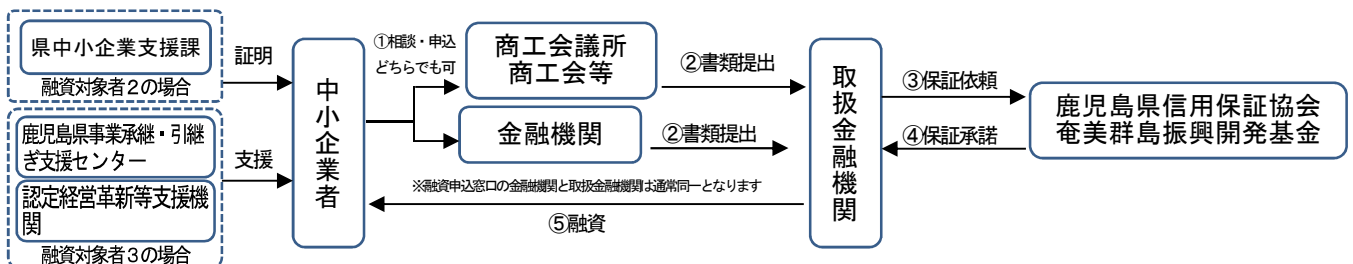 県中小企業支援課
融資対象者2の場合
証明
鹿児島県事業承継・引継
ぎ支援センター
認定経営革新等支援機
関
融資対象者3の場合
支援
中小企業者
①相談・申込
どちらでも可
商工会議所
商工会等
金融機関
②書類提出
②書類提出
※融資申込窓口の金融機関と取扱金融機関は通常同一となります
⑤融資
取扱金融機関
③保証依頼
④保証承諾
鹿児島県信用保証協会
奄美群島振興開発基金